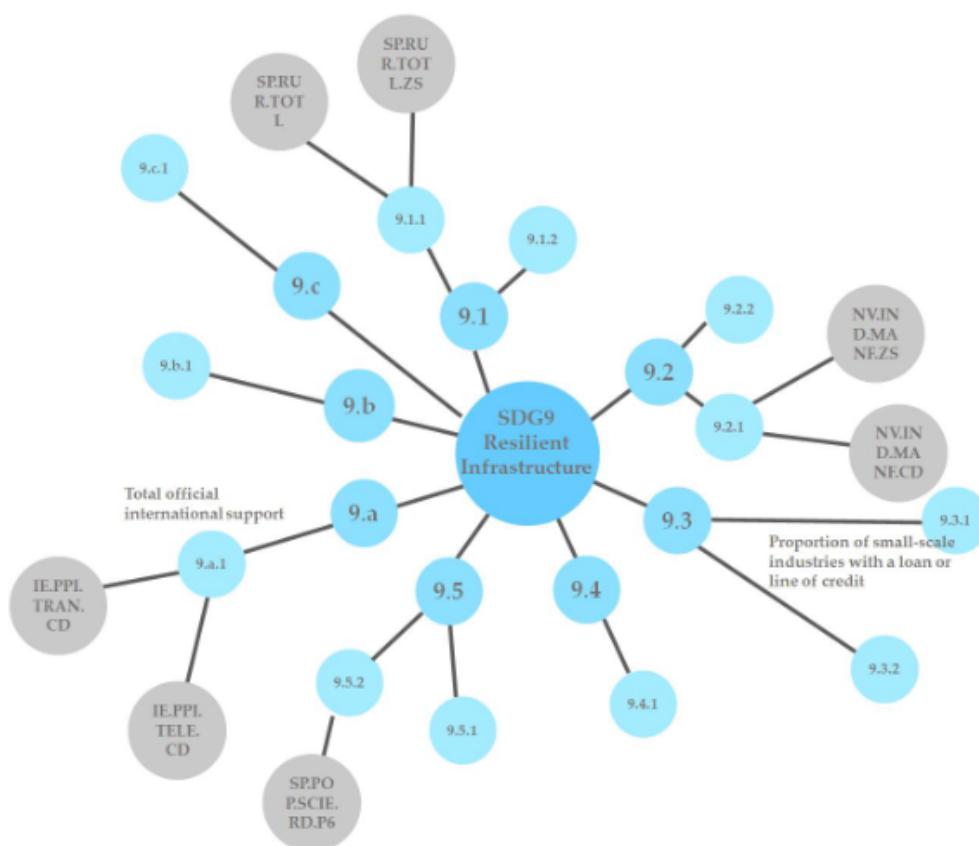 SP.RU
R.TOT
L.ZS
SP.RU
R.TOT
L
9.c.1
9.1.1
9.1.2
9.c
9.1
9.2.2
NV.IN
D.MA
NF.ZS
9.b.1
9.2
9.b
9.2.1
SDG9
Resilient
Infrastructure
NV.IN
D.MA
NF.CD
Total official
international support
9.a
9.3
9.3.1
Proportion of small-scale
industries with a loan or
line of credit
9.a.1
IE.PPI.
TRAN.
CD
9.5
9.4
9.3.2
9.5.2
9.4.1
IE.PPI.
TELE.
CD
9.5.1
SP.PO
P.SCIE.
RD.P6